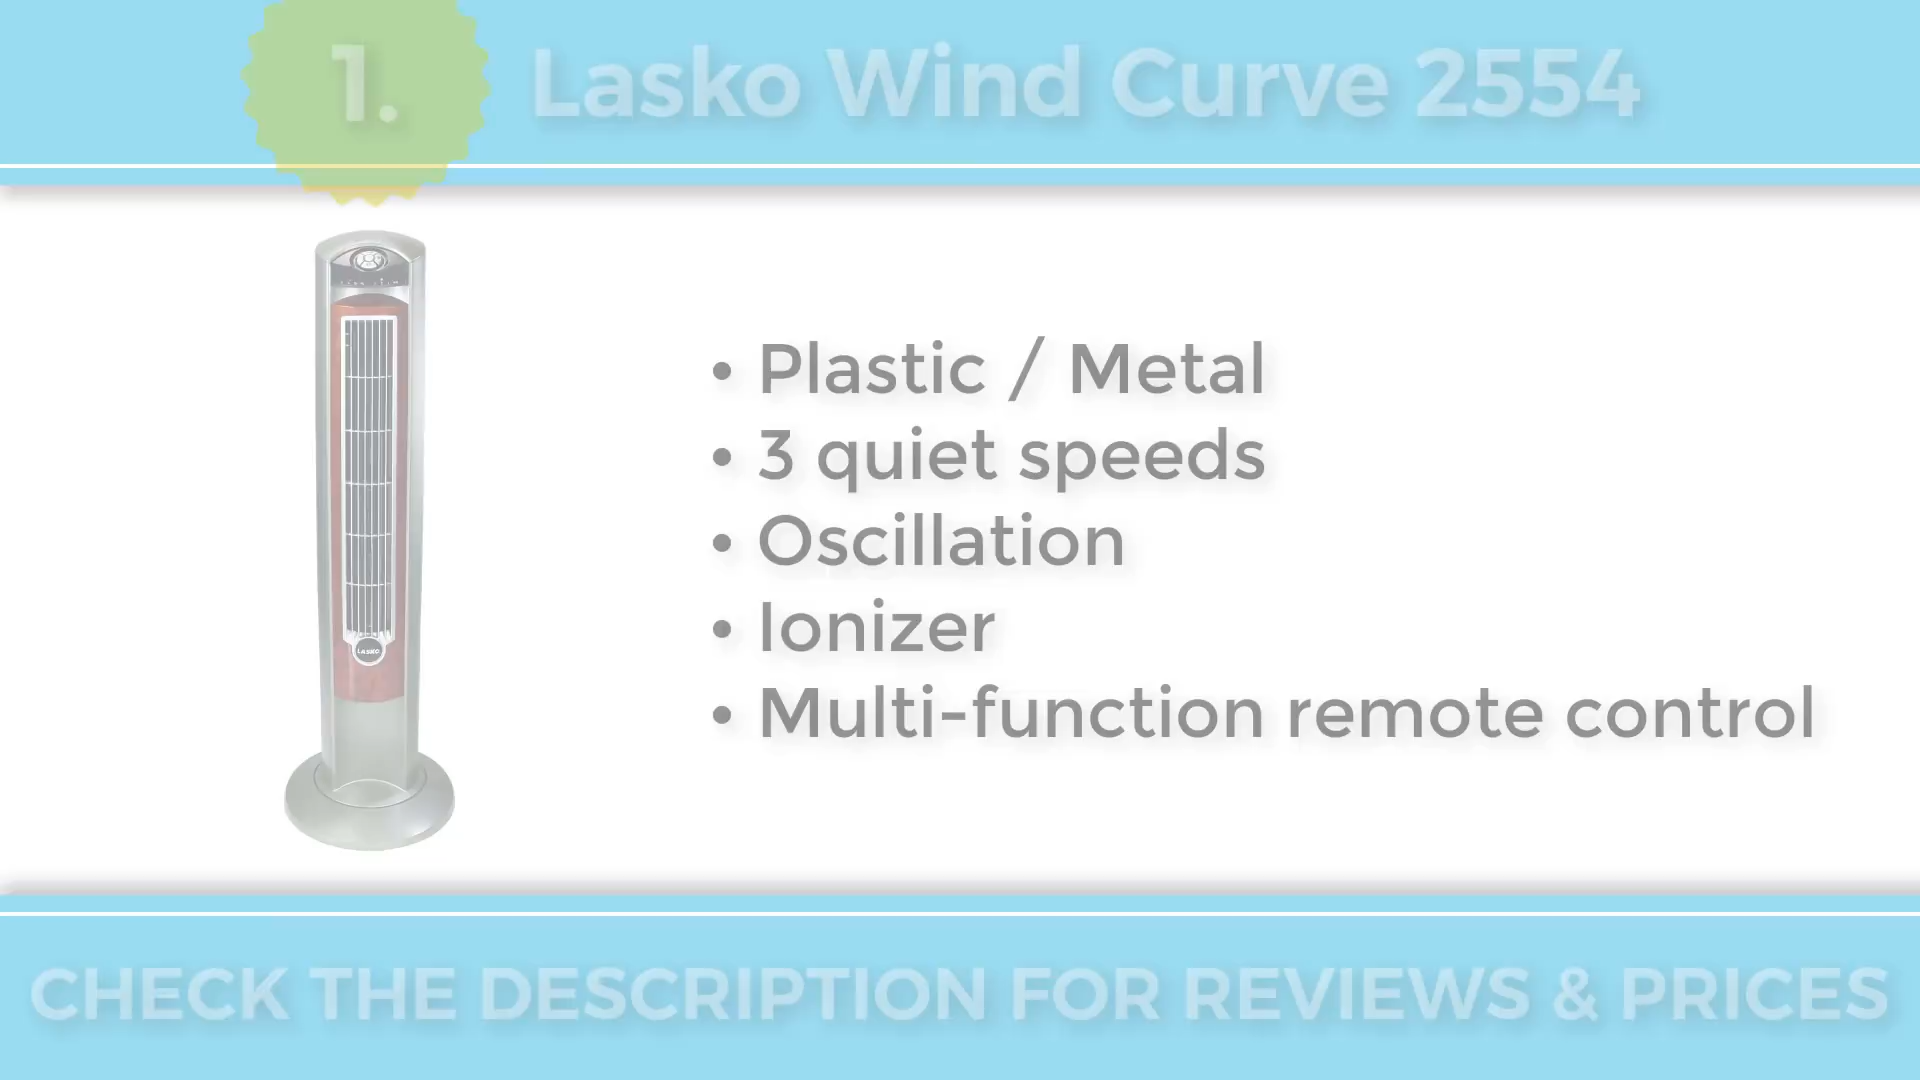 1. Lasko Wind Curve 2554
LASKO
• Plastic / Metal
• 3 quiet speeds
• Oscillation
• Ionizer
• Multi-function remote control
CHECK THE DESCRIPTION FOR REVIEWS & PRICES